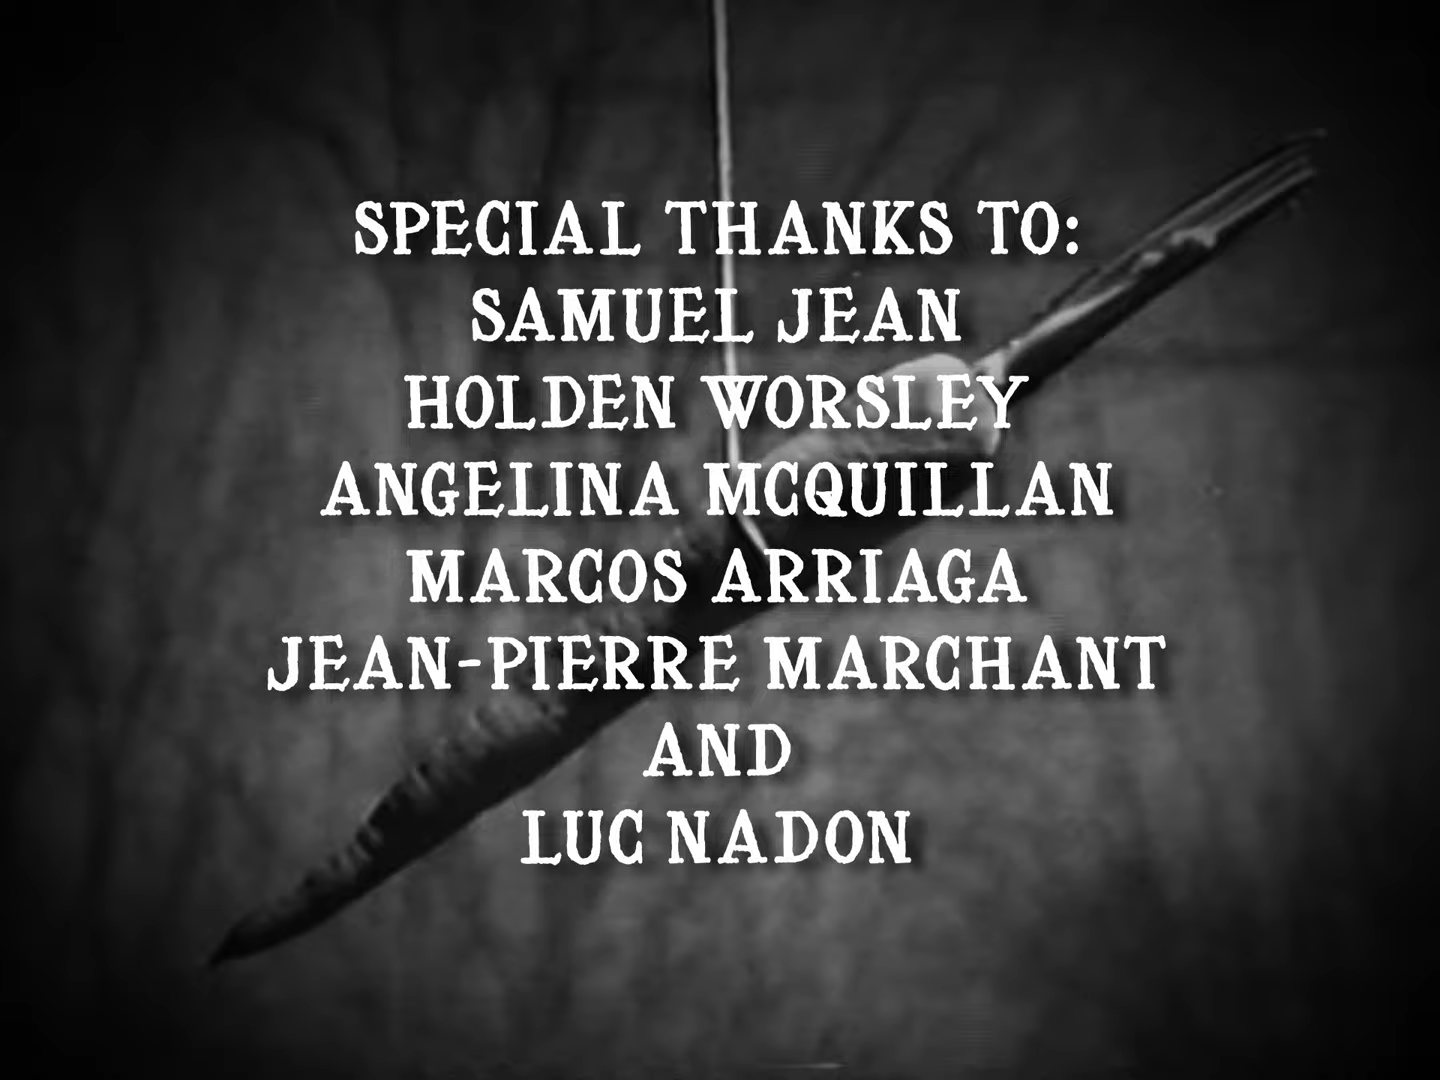 SPECIAL THANKS TO:
SAMUEL JEAN
HOLDEN WORSLEY
ANGELINA MCQUILLAN
MARCOS ARRIAGA
JEAN-PIERRE MARCHANT
AND
LUC NADON